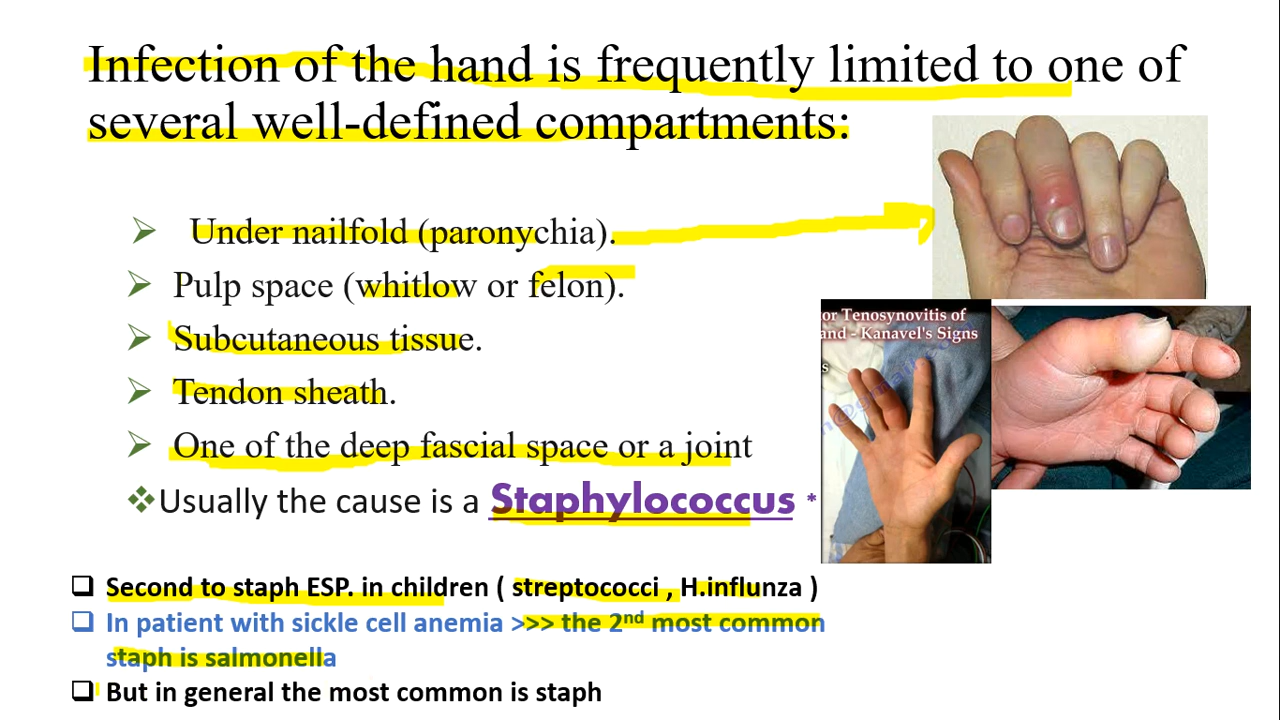 Infection of the hand is frequently limited to one of
several well-defined compartments:
➢ Under nailfold (paronychia).
➢ Pulp space (whitlow or felon).
➢ Subcutaneous tissue.
➢ Tendon sheath.
➢ One of the deep fascial space or a joint
❖Usually the cause is a Staphylococcus *
or Tenosynovitis of
and - Kanavel's Signs
s
❑ Second to staph ESP. in children ( streptococci , H.influnza )
❑ In patient with sickle cell anemia >>> the 2nd most common
staph is salmonella
❑ But in general the most common is staph